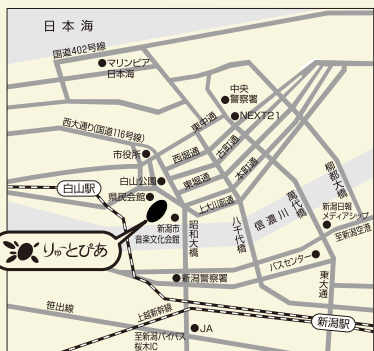 日本海
国道402号線
マリンピア
日本海
中央
警察署
NEXT21
西大通り(国道116号線)
東中通
市役所
西堀通
古町通
本町通
柳都大橋
白山駅
白山公園
東堀通
県民会館
上大川前通
萬代橋
信濃川
新潟日報
メディアシップ
りゅーとぴあ
新潟市
音楽文化会館
昭和大橋
八千代橋
至新潟空港
バスセンター
新潟警察署
東大通
笹出線
上越新幹線
新潟駅
JA
至新潟バイパス
桜木IC